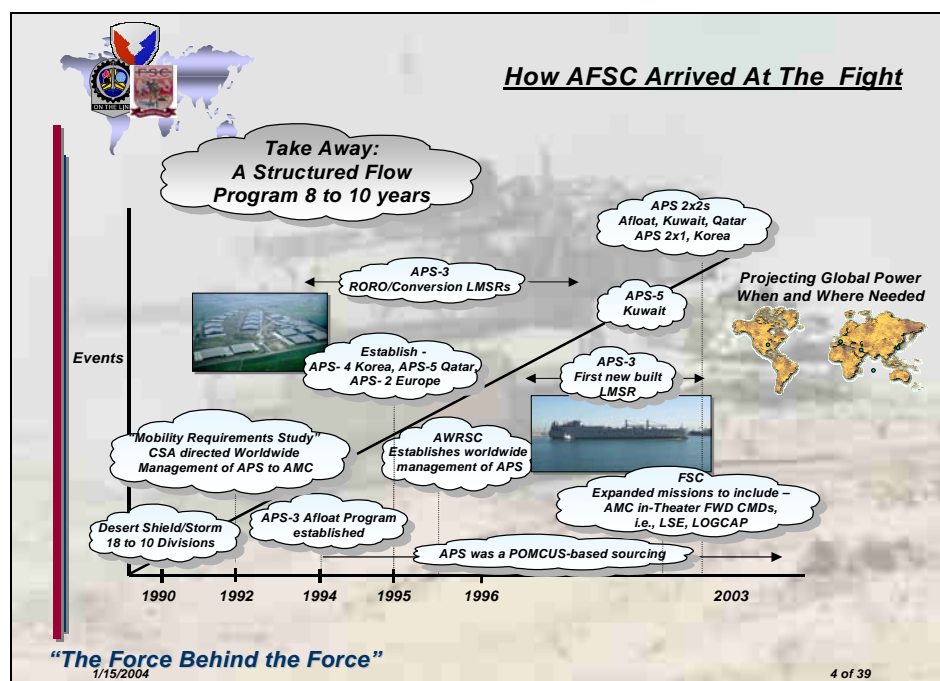 How AFSC Arrived At The Fight
ON THE LINE
FSC
Take Away:
A Structured Flow
Program 8 to 10 years
APS 2x2s
Afloat, Kuwait, Qatar
APS 2x1, Korea
APS-3
RORO/Conversion LMSRs
Projecting Global Power
When and Where Needed
APS-5
Kuwait
Events
Establish -
APS- 4 Korea, APS-5 Qatar,
APS- 2 Europe
APS-3
First new built
LMSR
"Mobility Requirements Study"
CSA directed Worldwide
Management of APS to AMC
AWRSC
Establishes worldwide
management of APS
FSC
Expanded missions to include –
AMC in-Theater FWD CMDs,
i.e., LSE, LOGCAP
Desert Shield/Storm
18 to 10 Divisions
APS-3 Afloat Program
established
APS was a POMCUS-based sourcing
1990
1992
1994
1995
1996
2003
“The Force Behind the Force”
1/15/2004
4 of 39